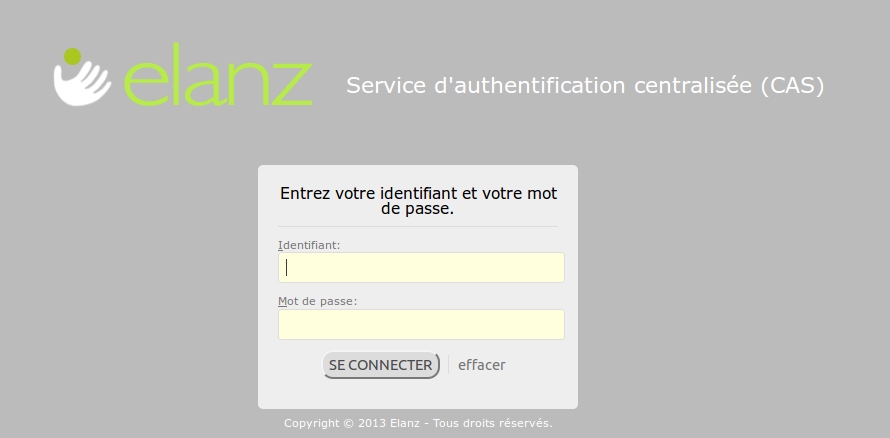 elanz
Service d'authentification centralisée (CAS)
Entrez votre identifiant et votre mot
de passe.
Identifiant:
Mot de passe:
SE CONNECTER effacer
Copyright © 2013 Elanz - Tous droits réservés.